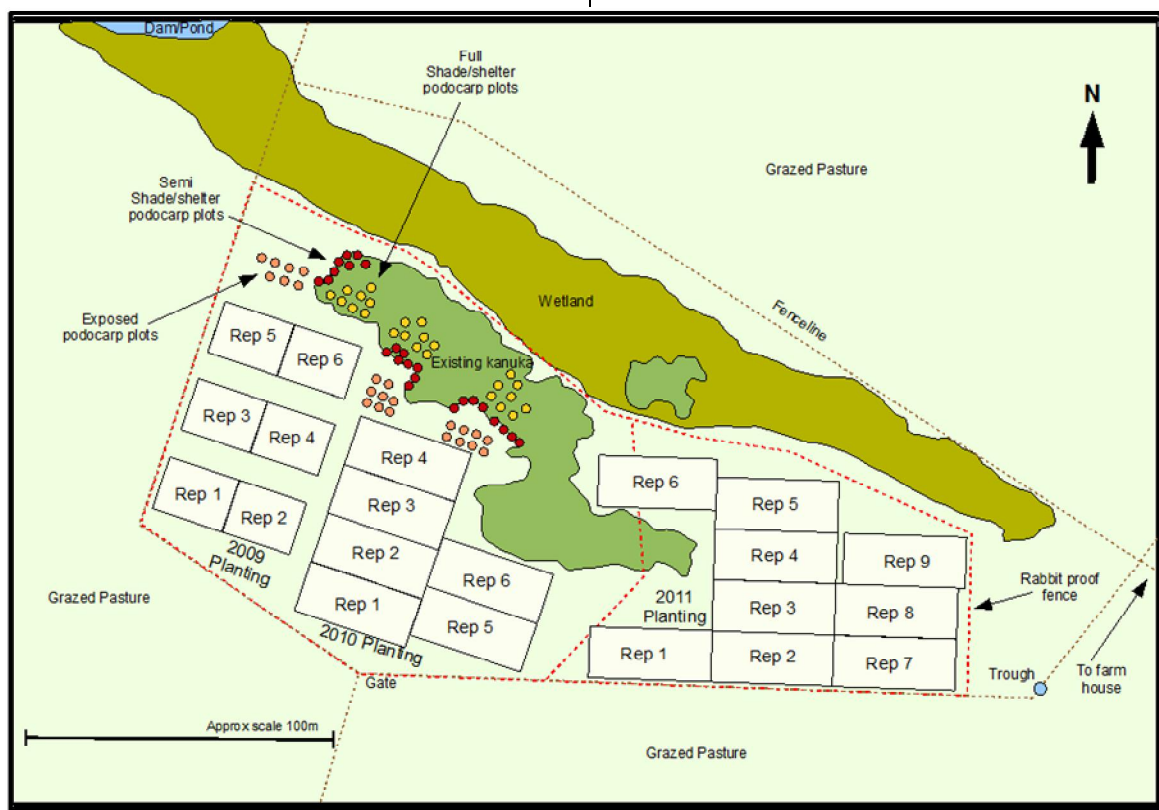 Dam/Pond
Full
Shade/shelter
podocarp plots
N
Grazed Pasture
Semi
Shade/shelter
podocarp plots
Wetland
Fenceline
Exposed
podocarp plots
Existing kanuka
Rep 5
Rep 6
Rep 3
Rep 4
Rep 1
Rep 2
2009
Planting
Rep 4
Rep 3
Rep 2
Rep 1
Rep 6
Rep 5
2010 Planting
Rep 6
Rep 5
Rep 4
Rep 9
2011
Planting
Rep 3
Rep 8
Rep 1
Rep 2
Rep 7
Rabbit proof
fence
Grazed Pasture
Gate
Trough
To farm
house
Approx scale 100m
Grazed Pasture